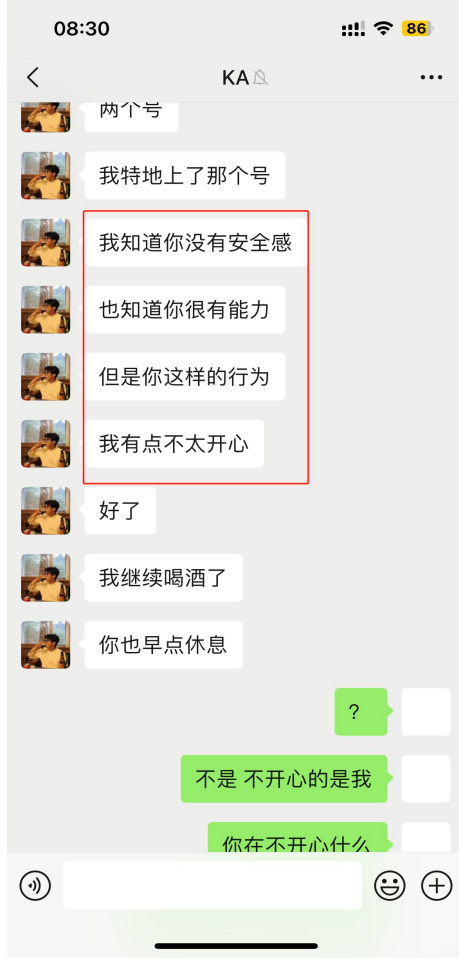 08:30
86
KA
两个号
我特地上了那个号
我知道你没有安全感
也知道你很有能力
但是你这样的行为
我有点不太开心
好了
我继续喝酒了
你也早点休息
？
不是 不开心的是我
你在不开心什么